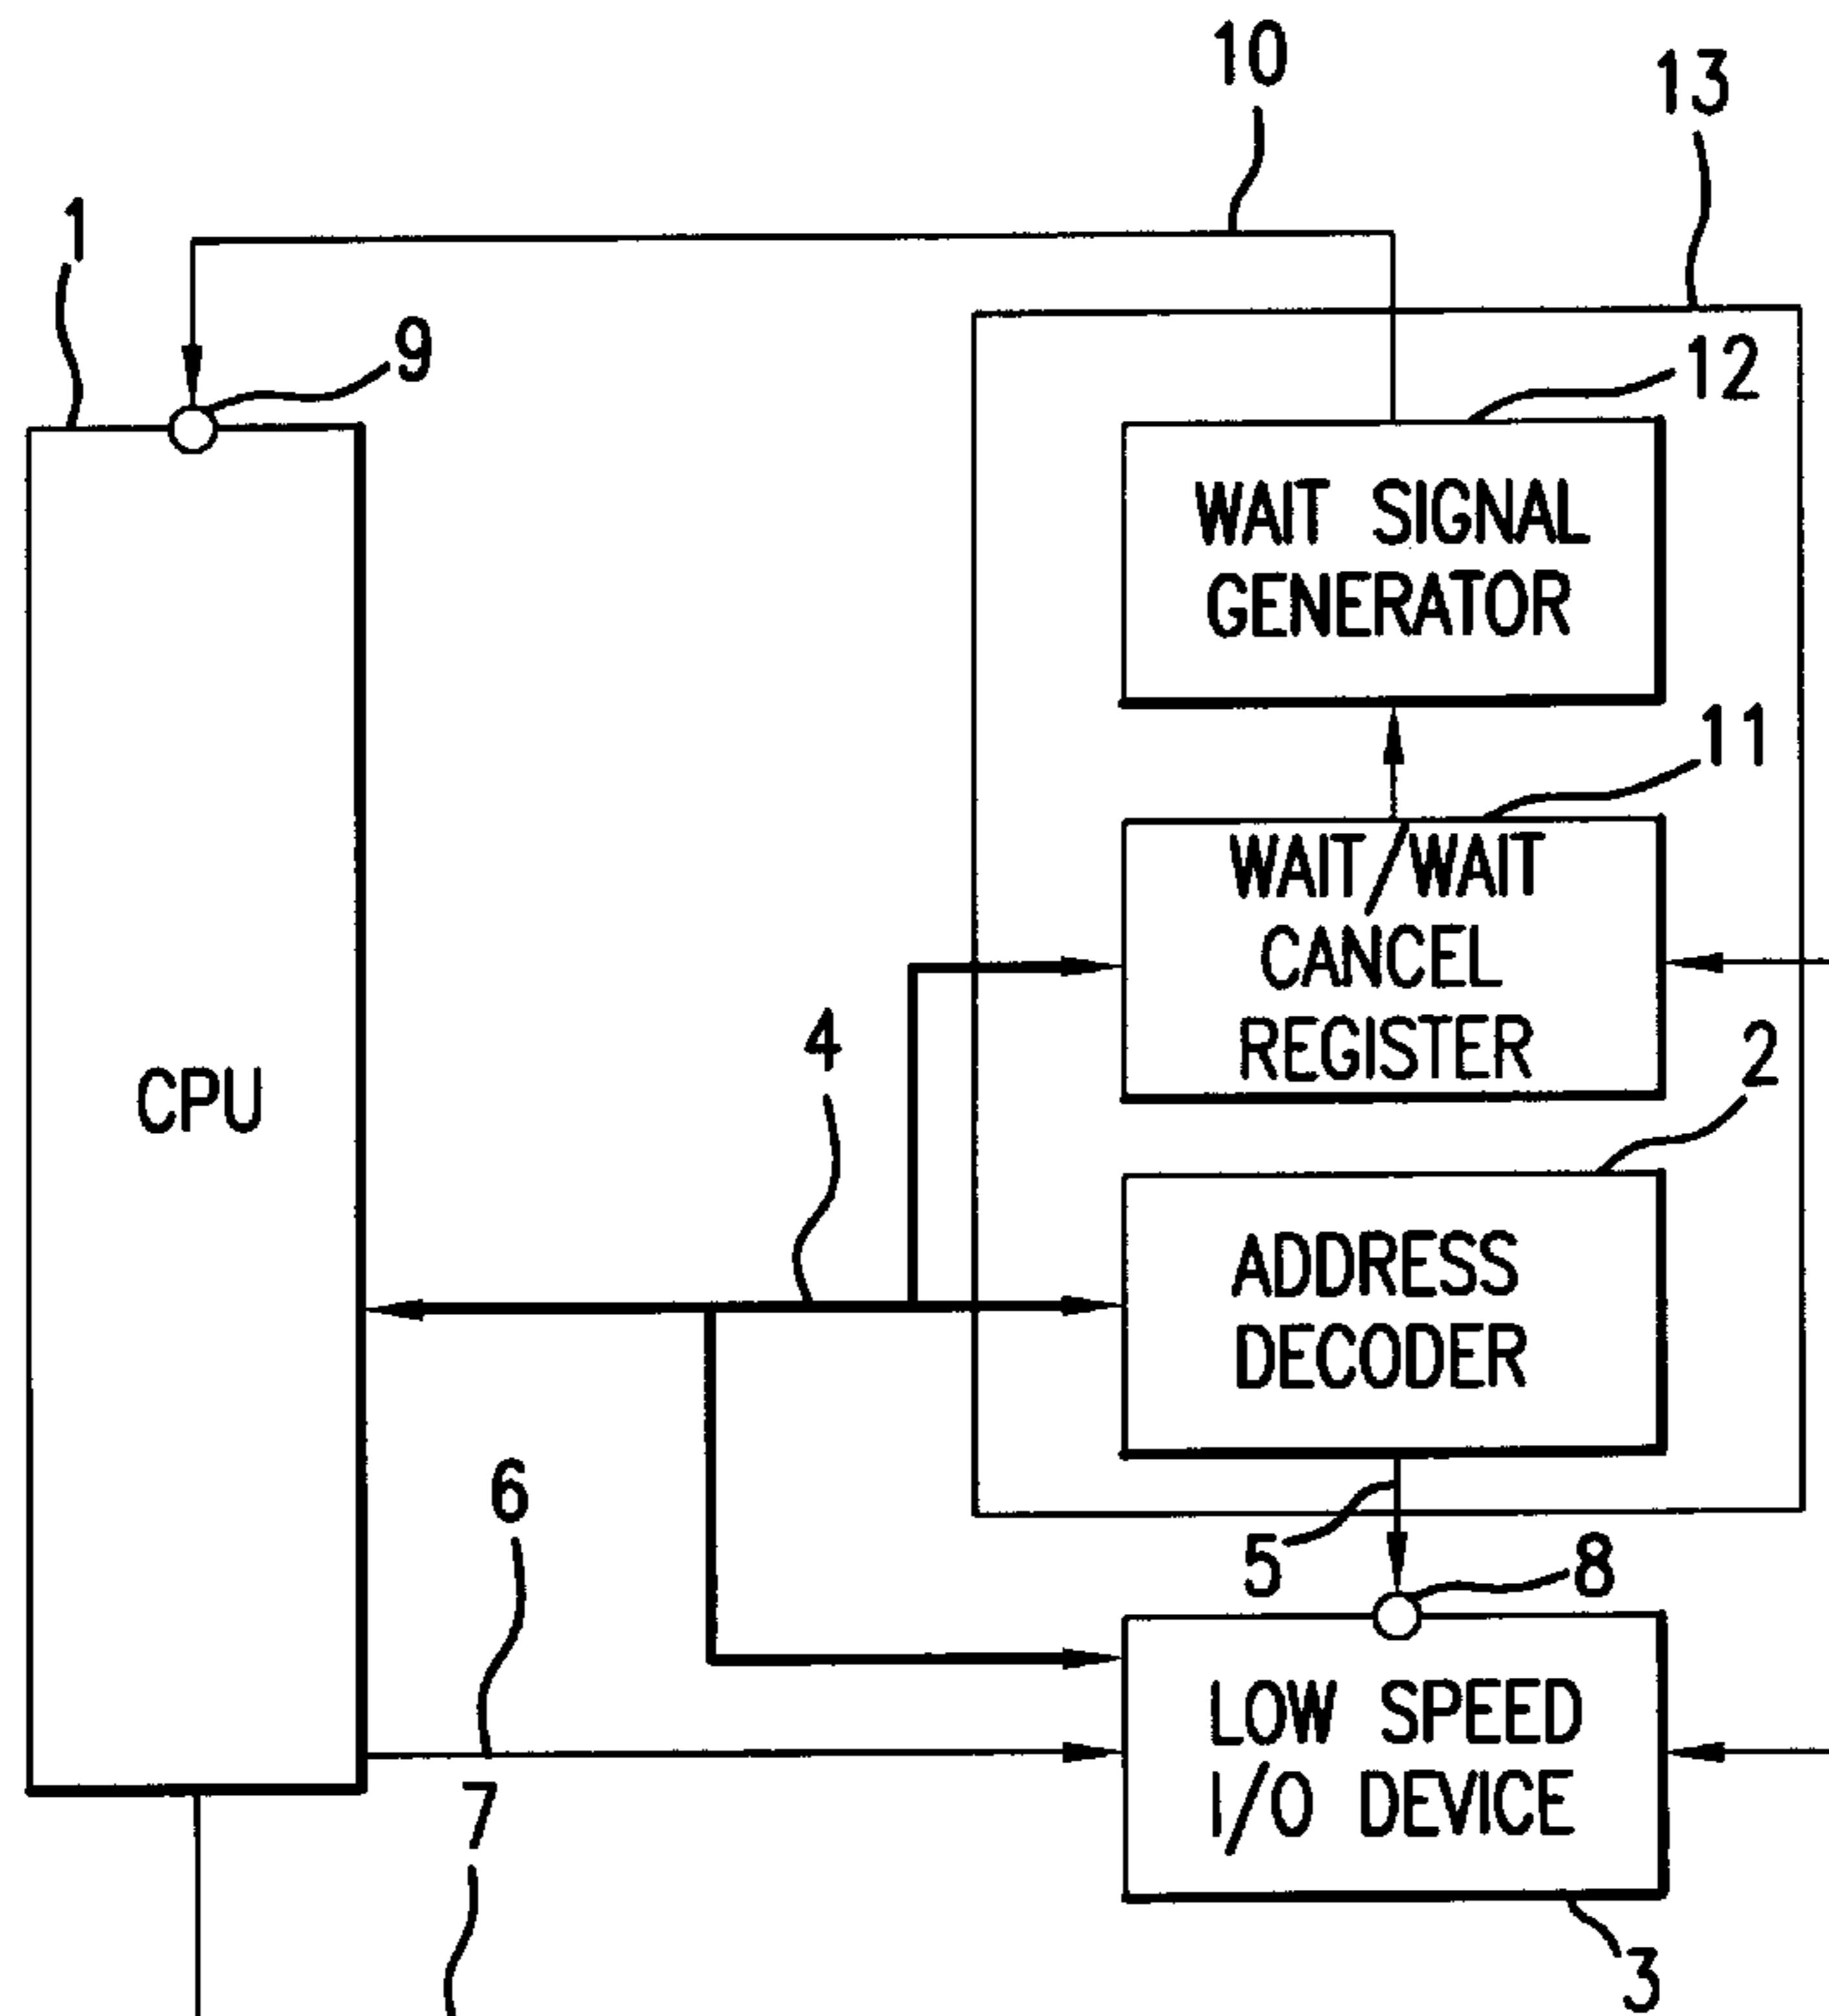 10
13
1
9
12
WAIT SIGNAL
GENERATOR
11
WAIT/WAIT
CANCEL
REGISTER
4
2
CPU
ADDRESS
DECODER
6
5
8
LOW SPEED
I/O DEVICE
7
3